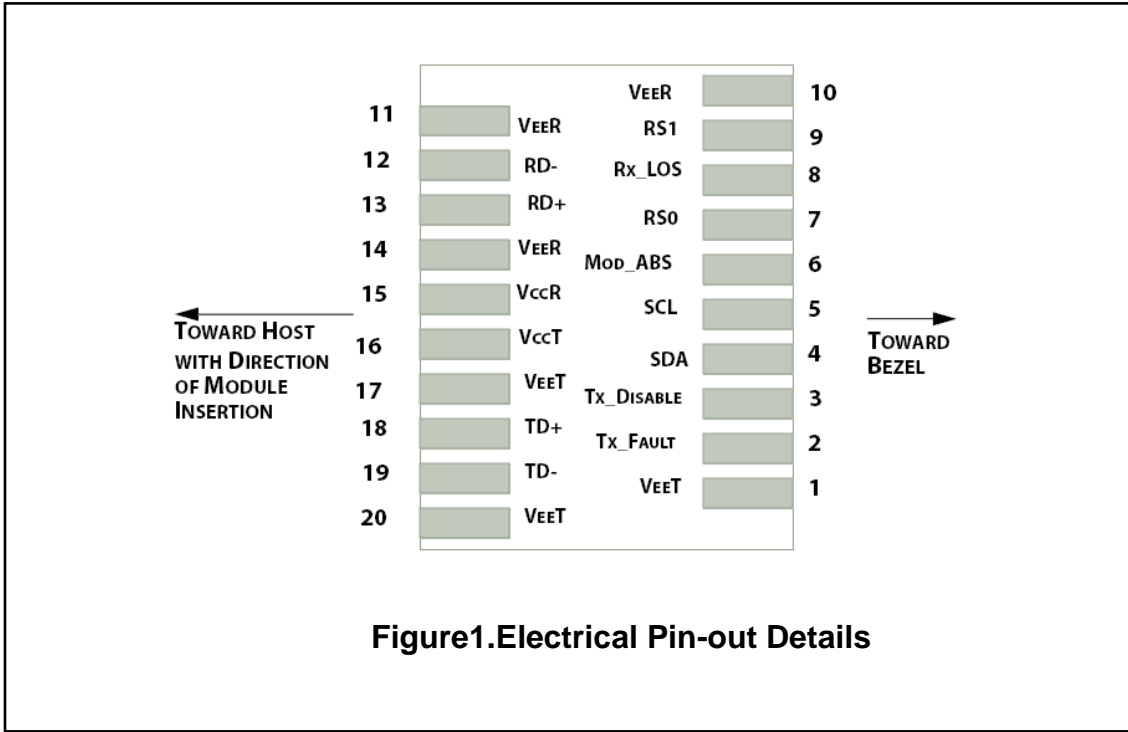 VEER 10
11 VEER
RS1 9
12 RD-
Rx_LOS 8
13 RD+
RS0 7
14 VEER
MOD_ABS 6
15 VCCR
SCL 5
16 VCCT
SDA 4
17 VEET
TX_DISABLE 3
18 TD+
TX_FAULT 2
19 TD-
VEET 1
20 VEET
TOWARD HOST
WITH DIRECTION
OF MODULE
INSERTION
TOWARD
BEZEL
Figure1.Electrical Pin-out Details